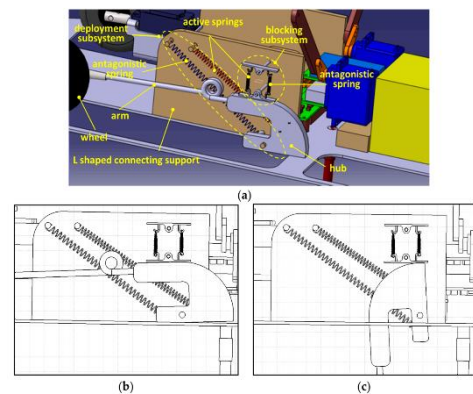 deployment
subsystem
active springs
blocking
subsystem
antagonistic
spring
antagonistic
spring
arm
wheel
L shaped connecting support
hub
(a)
(b)
(c)